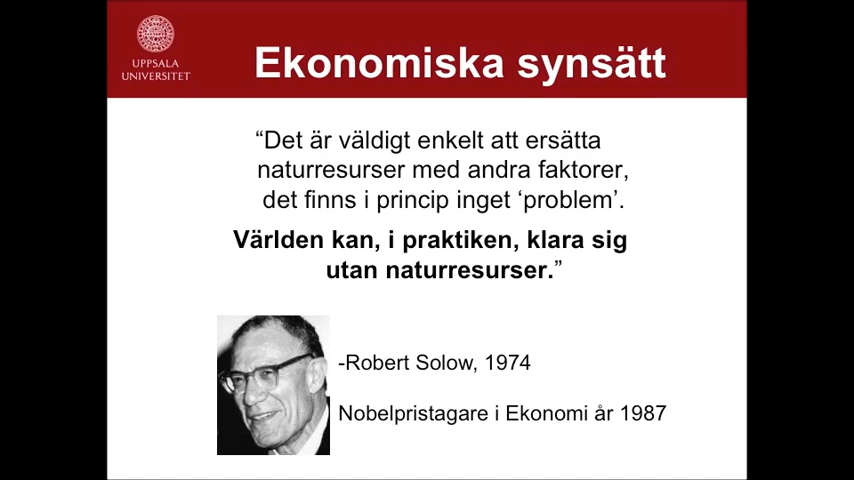 UPPSALA
UNIVERSITET
Ekonomiska synsätt
“Det är väldigt enkelt att ersätta
naturresurser med andra faktorer,
det finns i princip inget ‘problem’.
Världen kan, i praktiken, klara sig
utan naturresurser.”
-Robert Solow, 1974
Nobelpristagare i Ekonomi år 1987